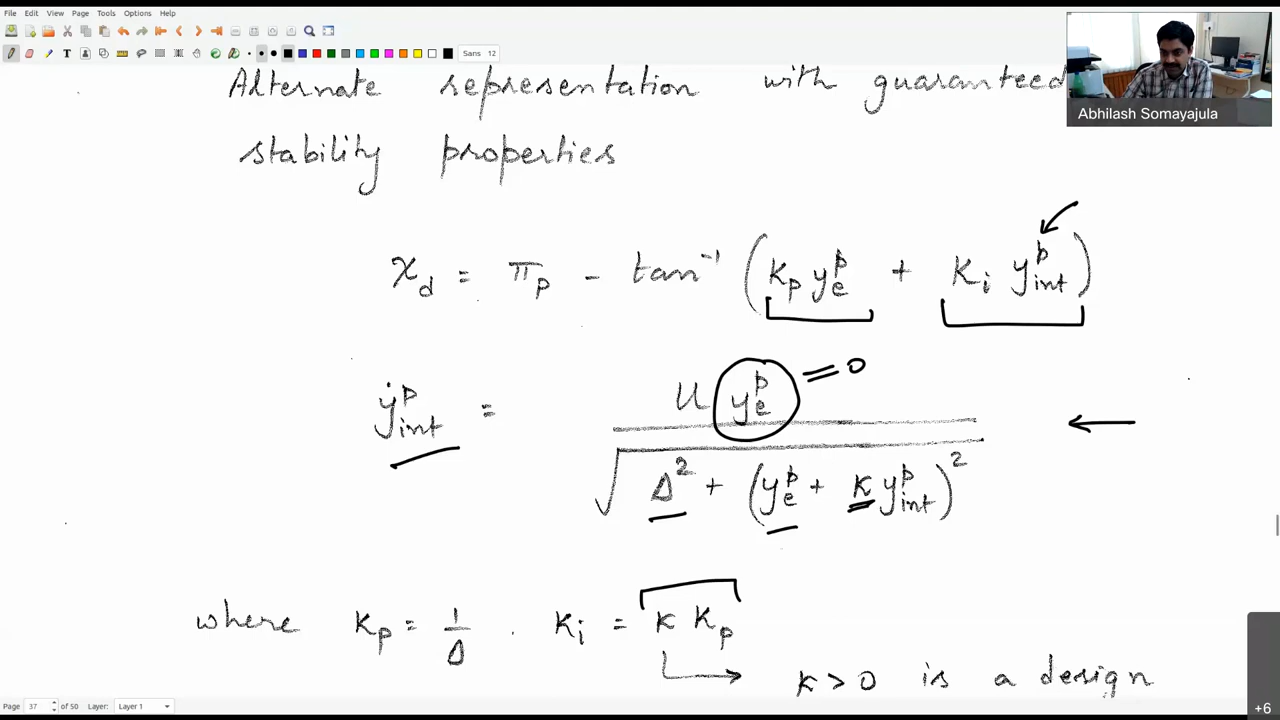 File Edit View Page Tools Options Help
Sans 12
Abhilash Somayajula
Alternate representation with guaranteed
stability properties
χ_d = π_p - tan⁻¹ (K_p y_e^p + K_i y_int^p)
ẏ_int^p = U y_e^p / √(Δ² + (y_e^p + κ y_int^p)²) = 0 ←
where K_p = 1/Δ . K_i = κ K_p
κ > 0 is a design
Page 37 of 50 Layer: Layer 1
+6